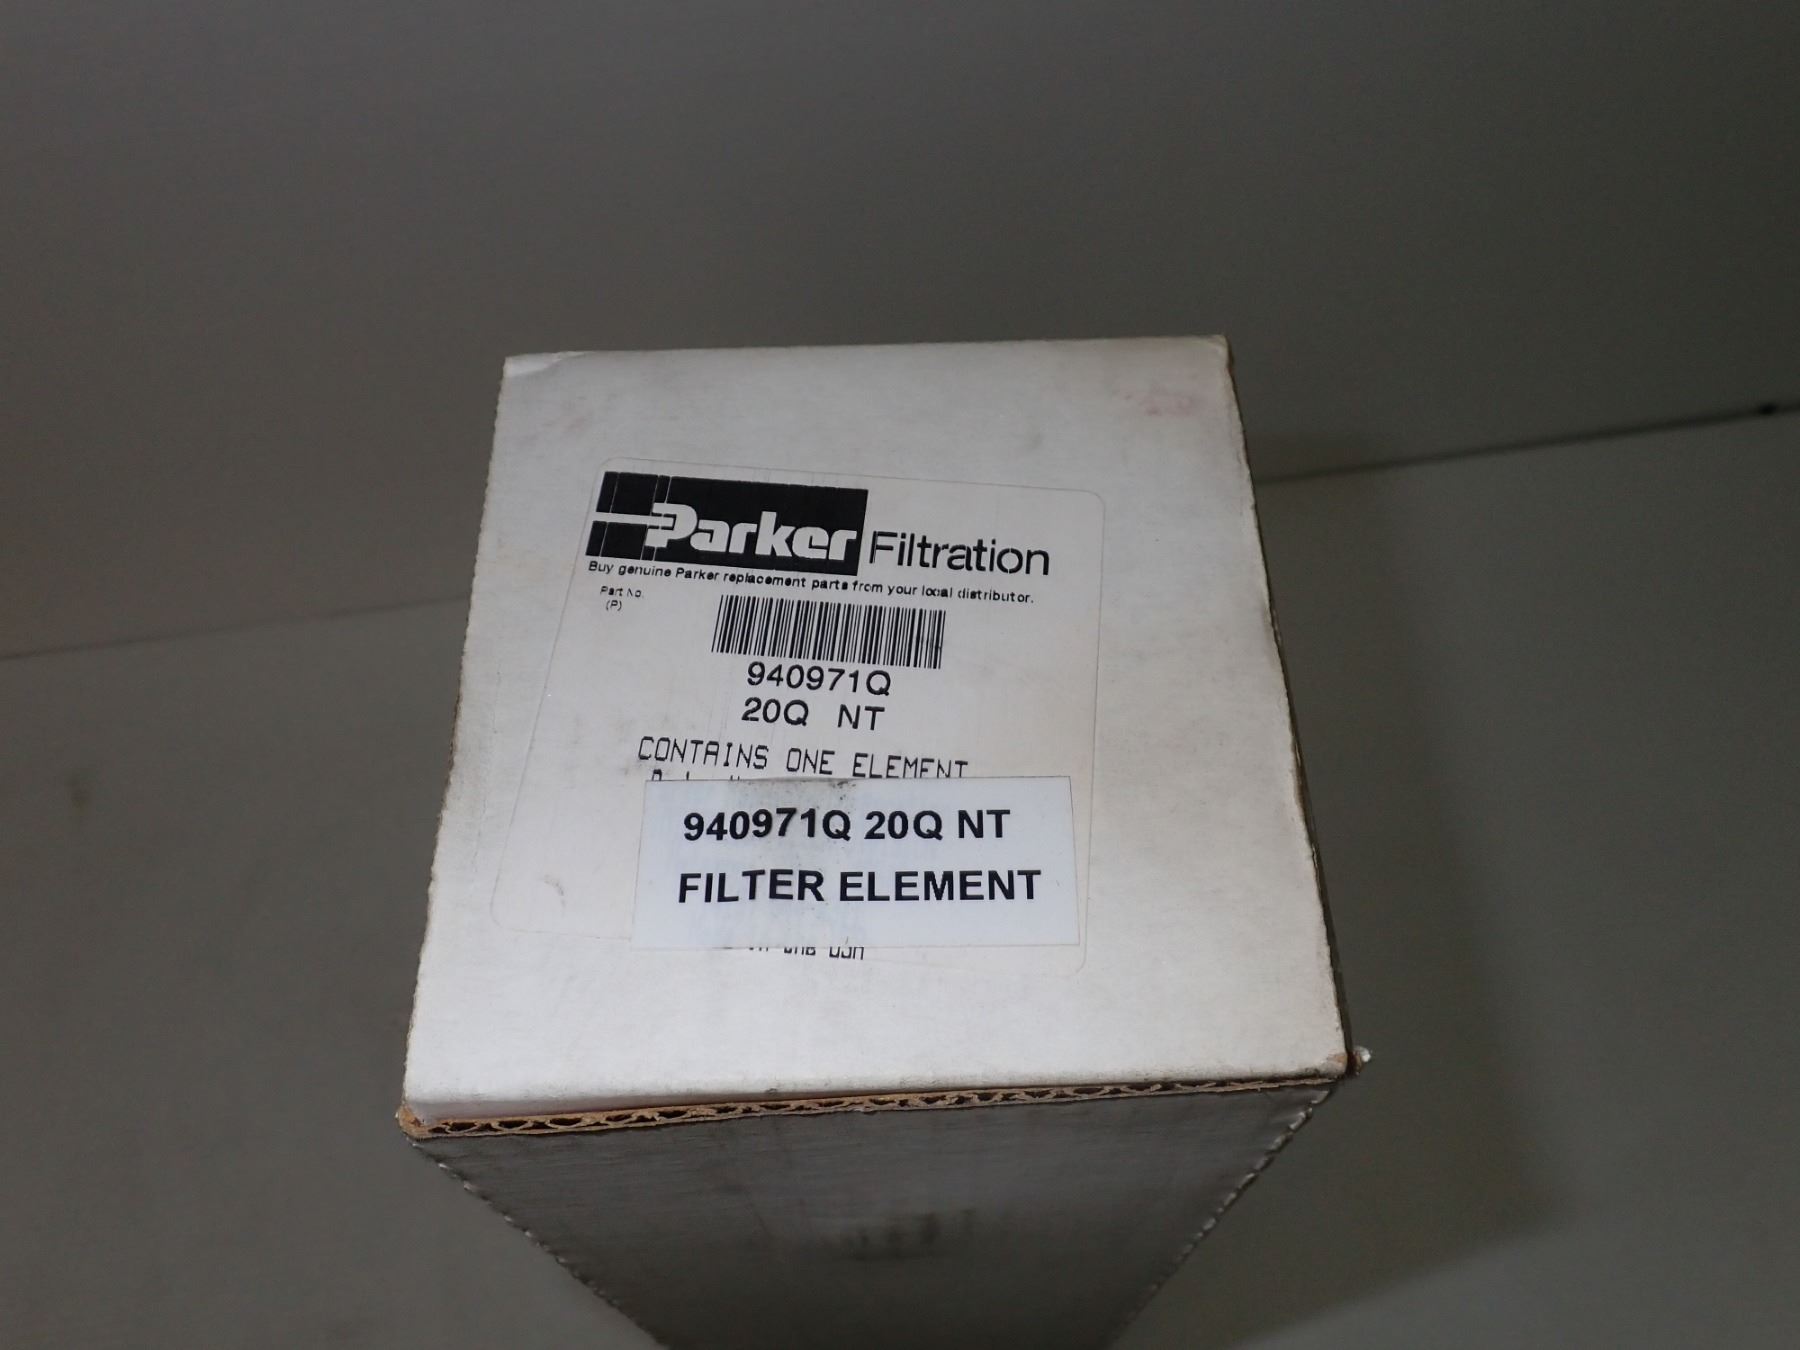 Parker Filtration
Buy genuine Parker replacement parts from your local distributor.
Part No.
(P)
940971Q
20Q NT
CONTAINS ONE ELEMENT
940971Q 20Q NT
FILTER ELEMENT
USA